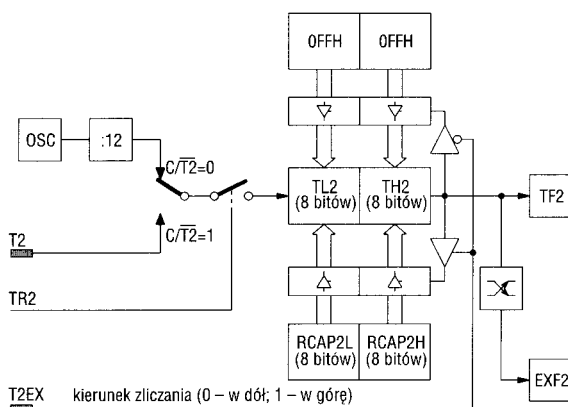 0FFH 0FFH
OSC :12
C/T2=0
TL2 (8 bitów)
TH2 (8 bitów)
TF2
T2
C/T2=1
TR2
RCAP2L (8 bitów)
RCAP2H (8 bitów)
EXF2
T2EX kierunek zliczania (0 – w dół; 1 – w górę)